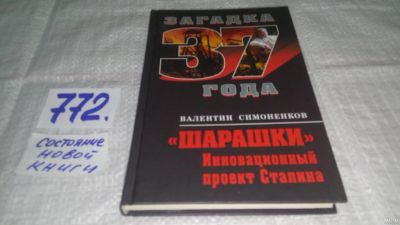 ЗАГАДКА
37
ГОДА
ВАЛЕНТИН СИМОНЕНКОВ
«ШАРАШКИ»
Инновационный
проект Сталина
772.
СОСТОЯНИЕ
НОВОЙ
КНИГИ